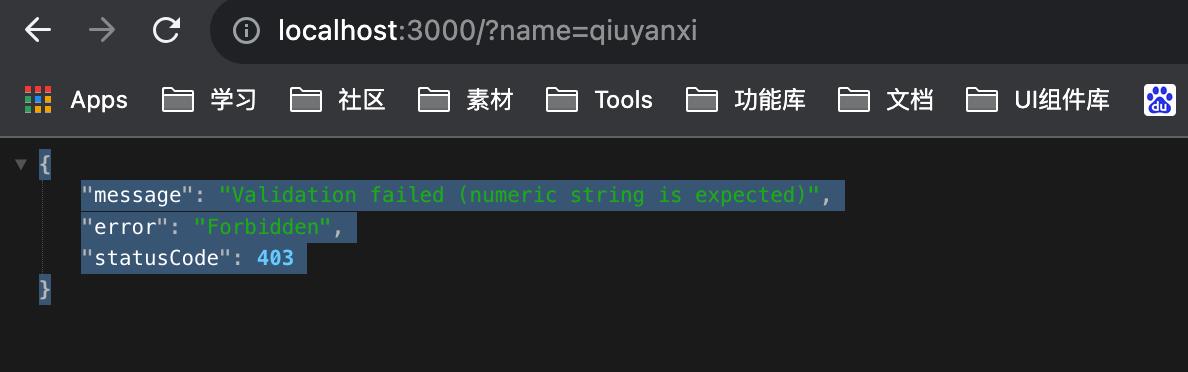 localhost:3000/?name=qiuyanxi
Apps 学习 社区 素材 Tools 功能库 文档 UI组件库 du
{
"message": "Validation failed (numeric string is expected)",
"error": "Forbidden",
"statusCode": 403
}